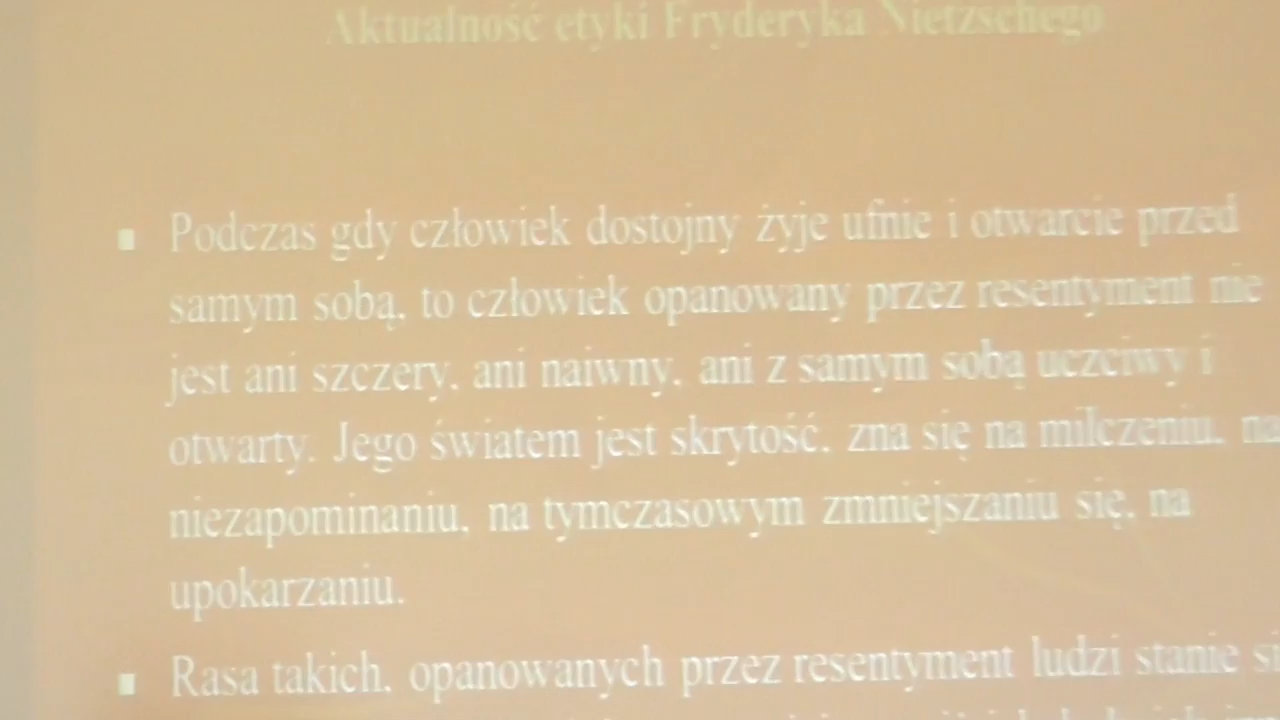 Aktualność etyki Fryderyka Nietzschego
Podczas gdy człowiek dostojny żyje ufnie i otwarcie przed
samym sobą, to człowiek opanowany przez resentyment nie
jest ani szczery, ani naiwny, ani z samym sobą uczciwy i
otwarty. Jego światem jest skrytość, zna się na milczeniu, na
niezapominaniu, na tymczasowym zmniejszaniu się, na
upokarzaniu.
Rasa takich, opanowanych przez resentyment ludzi stanie